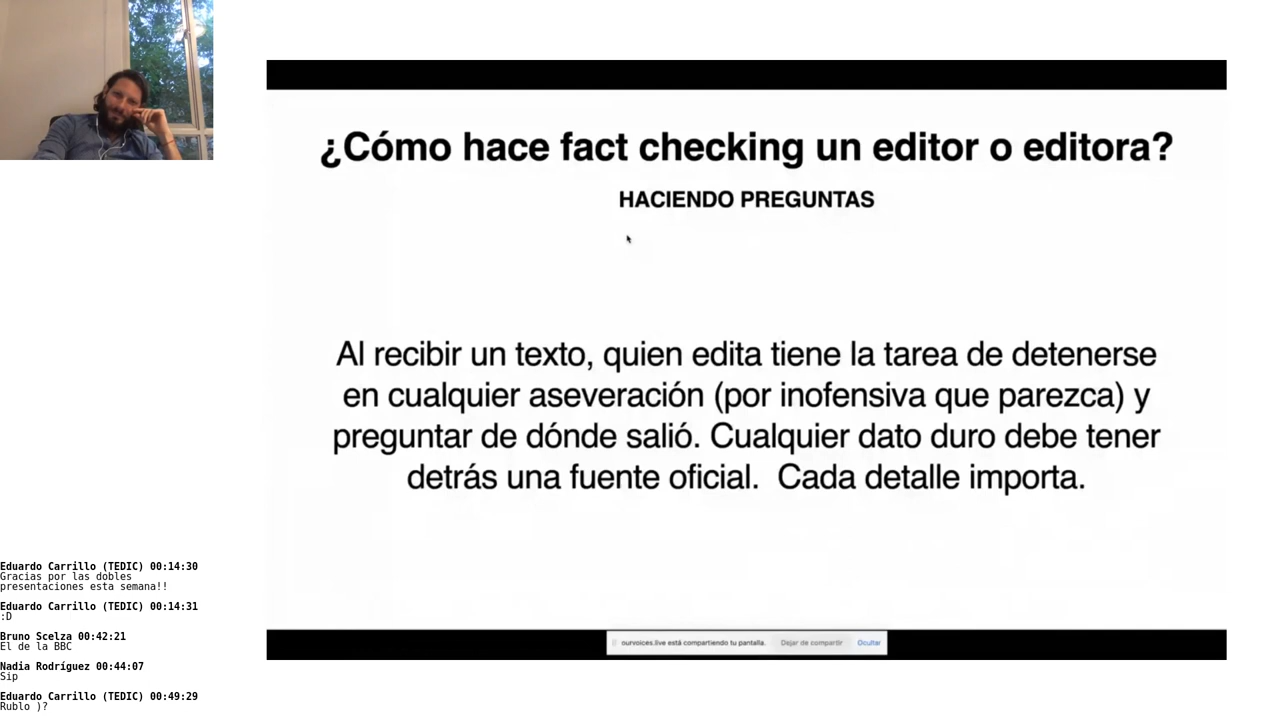 ¿Cómo hace fact checking un editor o editora?
HACIENDO PREGUNTAS
Al recibir un texto, quien edita tiene la tarea de detenerse
en cualquier aseveración (por inofensiva que parezca) y
preguntar de dónde salió. Cualquier dato duro debe tener
detrás una fuente oficial.  Cada detalle importa.
ourvoices.live está compartiendo tu pantalla. Dejar de compartir Ocultar
Eduardo Carrillo (TEDIC) 00:14:30
Gracias por las dobles
presentaciones esta semana!!
Eduardo Carrillo (TEDIC) 00:14:31
:D
Bruno Scelza 00:42:21
El de la BBC
Nadia Rodríguez 00:44:07
Sip
Eduardo Carrillo (TEDIC) 00:49:29
Rublo )?